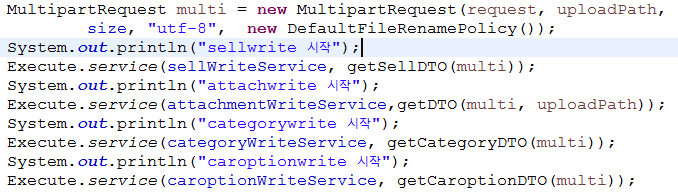 MultipartRequest multi = new MultipartRequest(request, uploadPath,
size, "utf-8", new DefaultFileRenamePolicy());
System.out.println("sellwrite 시작");
Execute.service(sellWriteService, getSellDTO(multi));
System.out.println("attachwrite 시작");
Execute.service(attachmentWriteService,getDTO(multi, uploadPath));
System.out.println("categorywrite 시작");
Execute.service(categoryWriteService, getCategoryDTO(multi));
System.out.println("caroptionwrite 시작");
Execute.service(caroptionWriteService, getCaroptionDTO(multi));